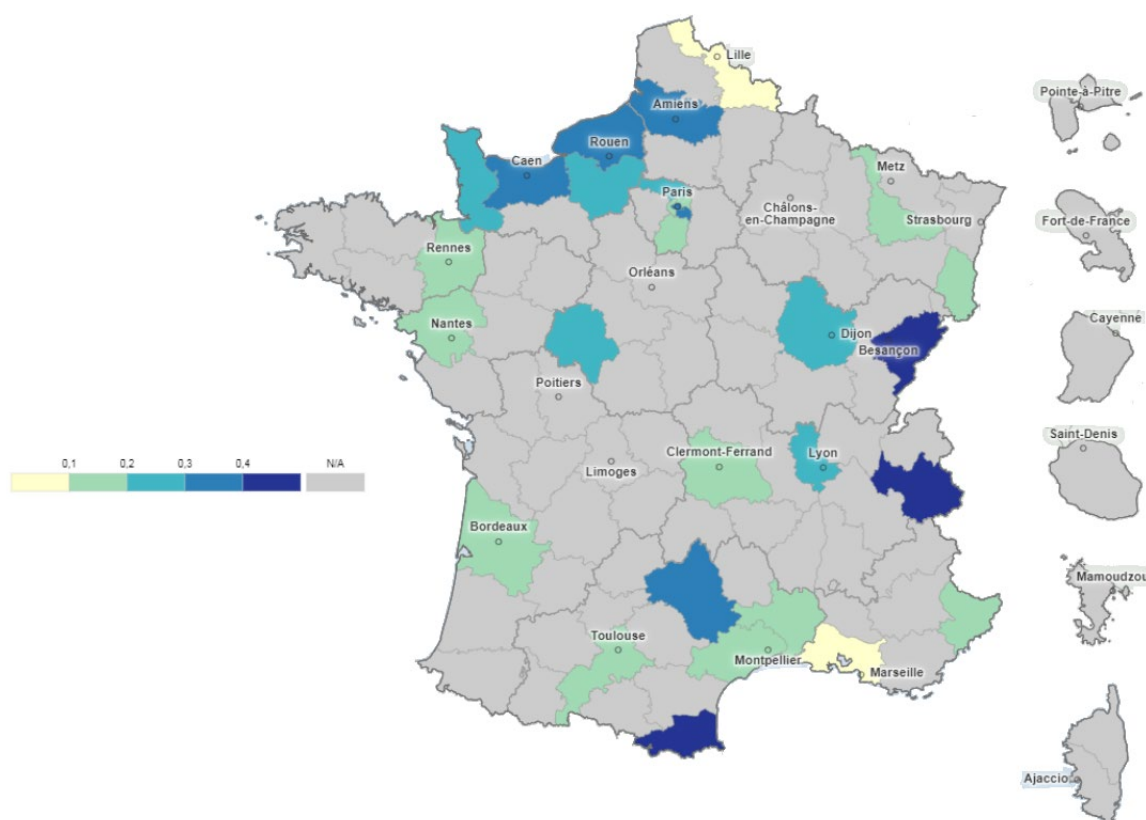 Lille
Pointe-à-Pitre
Amiens
Rouen
Caen
Metz
Paris
Châlons-
en-Champagne
Strasbourg
Fort-de-France
Rennes
Orléans
Cayenne
Nantes
Dijon
Besançon
Poitiers
Saint-Denis
0,1 0,2 0,3 0,4 N/A
Clermont-Ferrand
Lyon
Limoges
Bordeaux
Mamoudzou
Toulouse
Montpellier
Marseille
Ajaccio